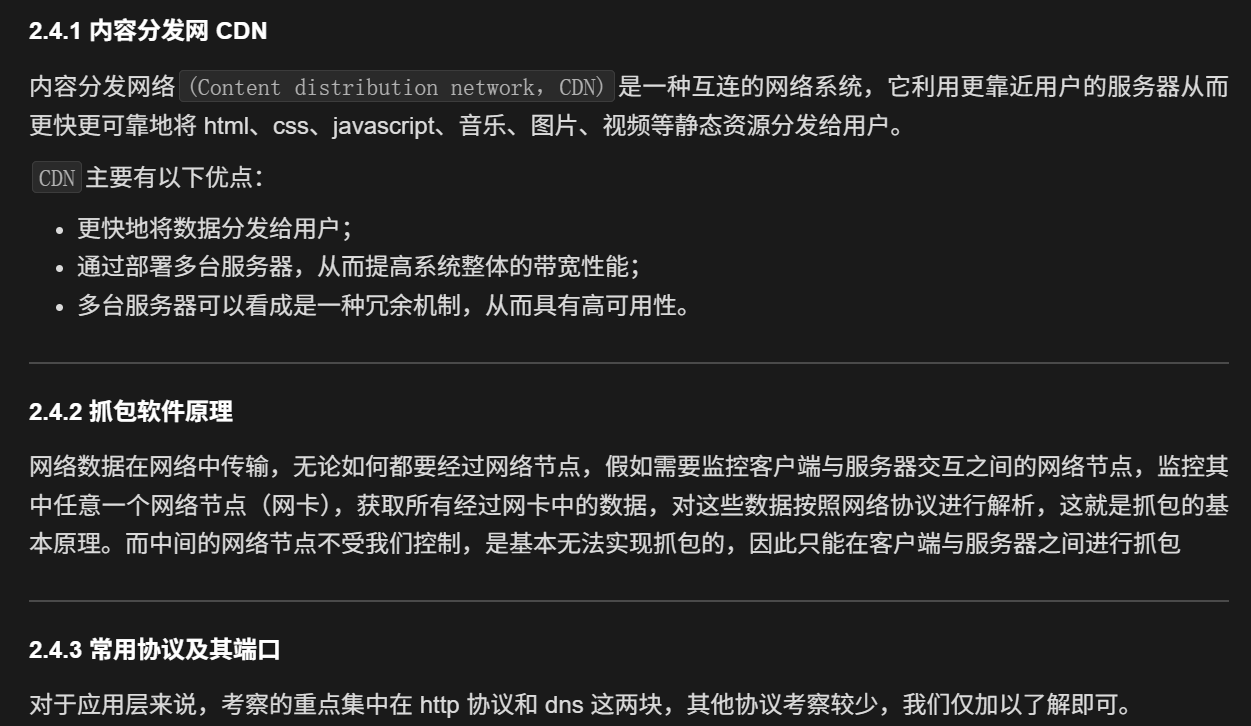 2.4.1 内容分发网 CDN
内容分发网络（Content distribution network，CDN）是一种互连的网络系统，它利用更靠近用户的服务器从而
更快更可靠地将 html、css、javascript、音乐、图片、视频等静态资源分发给用户。
CDN 主要有以下优点：
• 更快地将数据分发给用户；
• 通过部署多台服务器，从而提高系统整体的带宽性能；
• 多台服务器可以看成是一种冗余机制，从而具有高可用性。
2.4.2 抓包软件原理
网络数据在网络中传输，无论如何都要经过网络节点，假如需要监控客户端与服务器交互之间的网络节点，监控其
中任意一个网络节点（网卡），获取所有经过网卡中的数据，对这些数据按照网络协议进行解析，这就是抓包的基
本原理。而中间的网络节点不受我们控制，是基本无法实现抓包的，因此只能在客户端与服务器之间进行抓包
2.4.3 常用协议及其端口
对于应用层来说，考察的重点集中在 http 协议和 dns 这两块，其他协议考察较少，我们仅加以了解即可。